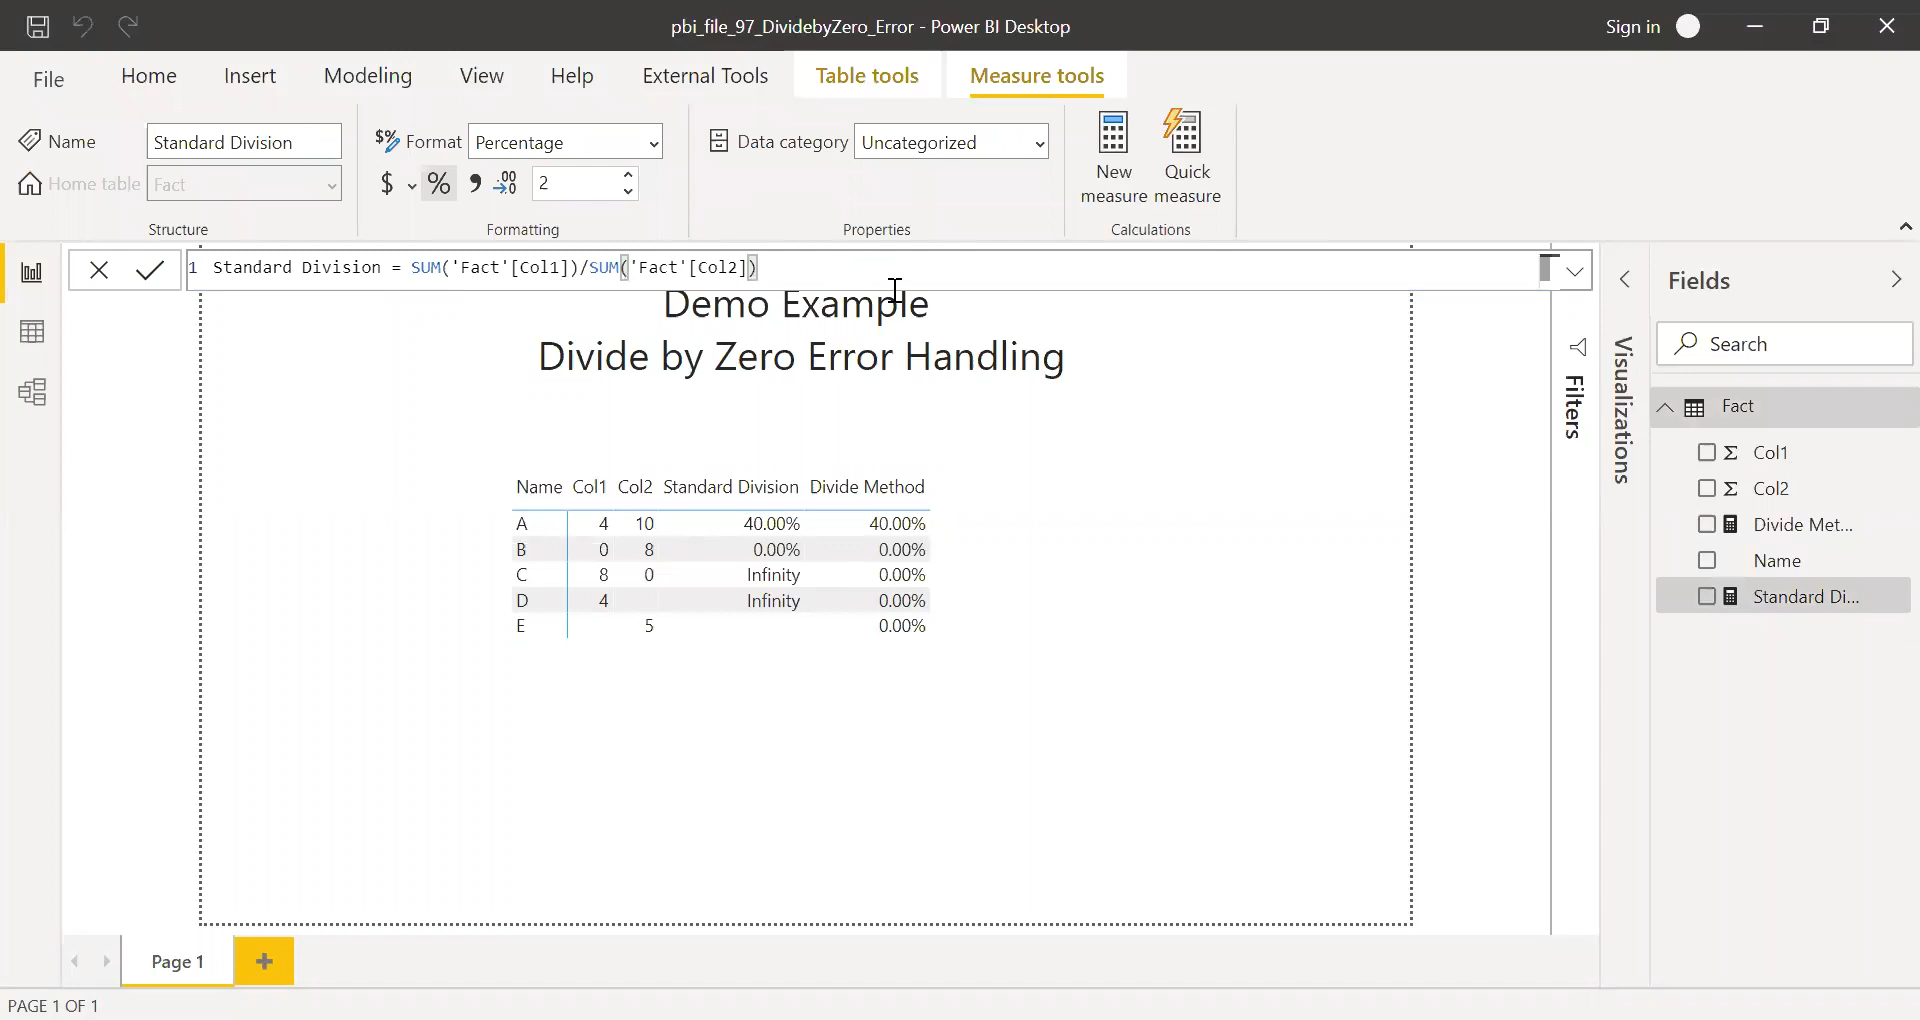 pbi_file_97_DividebyZero_Error - Power BI Desktop
Sign in
File Home Insert Modeling View Help External Tools Table tools Measure tools
Name Standard Division
Home table Fact
Structure
$% Format Percentage
$ % , .00 2
Formatting
Data category Uncategorized
Properties
New measure
Quick measure
Calculations
1 Standard Division = SUM('Fact'[Col1])/SUM('Fact'[Col2])
Demo Example
Divide by Zero Error Handling
Name Col1 Col2 Standard Division Divide Method
A 4 10 40.00% 40.00%
B 0 8 0.00% 0.00%
C 8 0 Infinity 0.00%
D 4 Infinity 0.00%
E 5 0.00%
Filters
Visualizations
Fields
Search
Fact
Σ Col1
Σ Col2
Divide Met...
Name
Standard Di...
Page 1
PAGE 1 OF 1